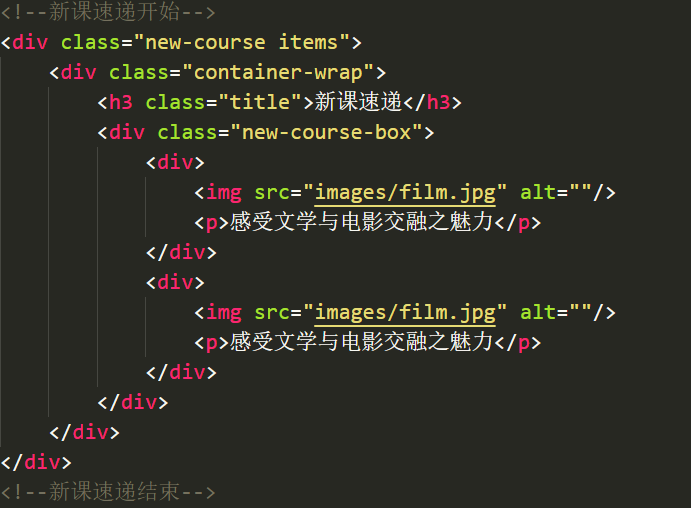 <!--新课速递开始-->
<div class="new-course items">
<div class="container-wrap">
<h3 class="title">新课速递</h3>
<div class="new-course-box">
<div>
<img src="images/film.jpg" alt=""/>
<p>感受文学与电影交融之魅力</p>
</div>
<div>
<img src="images/film.jpg" alt=""/>
<p>感受文学与电影交融之魅力</p>
</div>
</div>
</div>
</div>
<!--新课速递结束-->